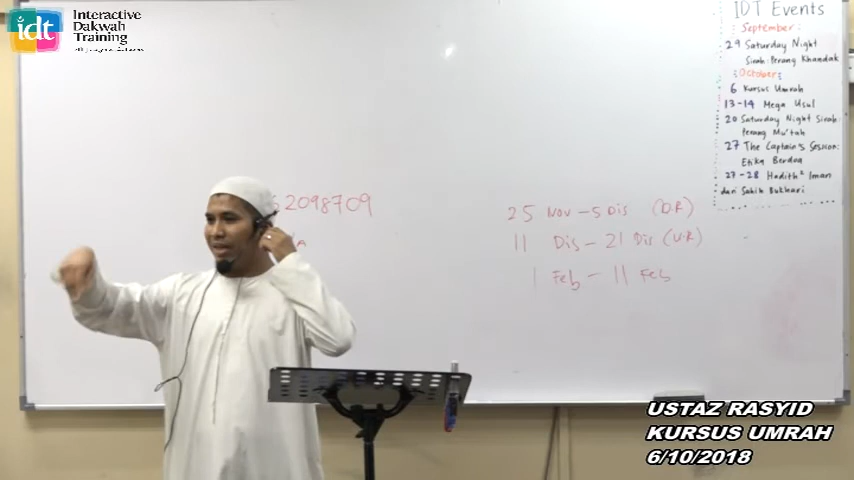 idt
Interactive
Dakwah
Training
IDT Events
September:
29 Saturday Night
Sirah: Perang Khandak
October:
6 Kursus Umrah
13-14 Mega Usul
20 Saturday Night Sirah:
Perang Mu'tah
27 The Captain's Session:
Etika Berdua
27-28 Hadith² Iman
dari Sahih Bukhari
2098709
25 Nov - 5 Dis
11 Dis - 21 Dis (U.R)
1 Feb - 11 Feb
USTAZ RASYID
KURSUS UMRAH
6/10/2018